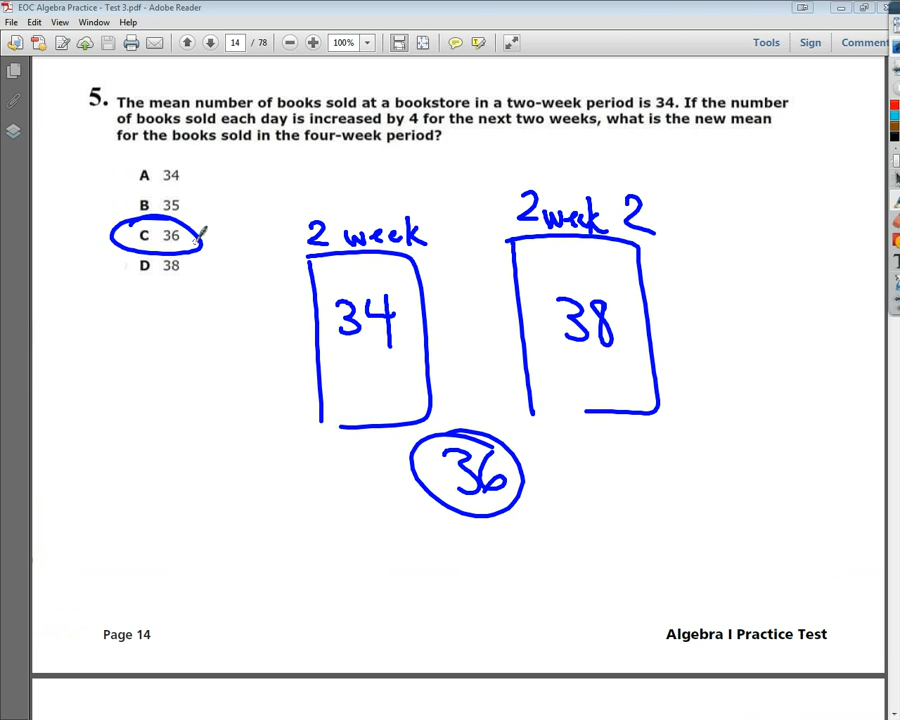 EOC Algebra Practice - Test 3.pdf - Adobe Reader
File Edit View Window Help
14 / 78 100% Tools Sign Comment
5. The mean number of books sold at a bookstore in a two-week period is 34. If the number
of books sold each day is increased by 4 for the next two weeks, what is the new mean
for the books sold in the four-week period?
A 34
B 35
C 36
D 38
2 week
34
2 week 2
38
36
Page 14
Algebra I Practice Test